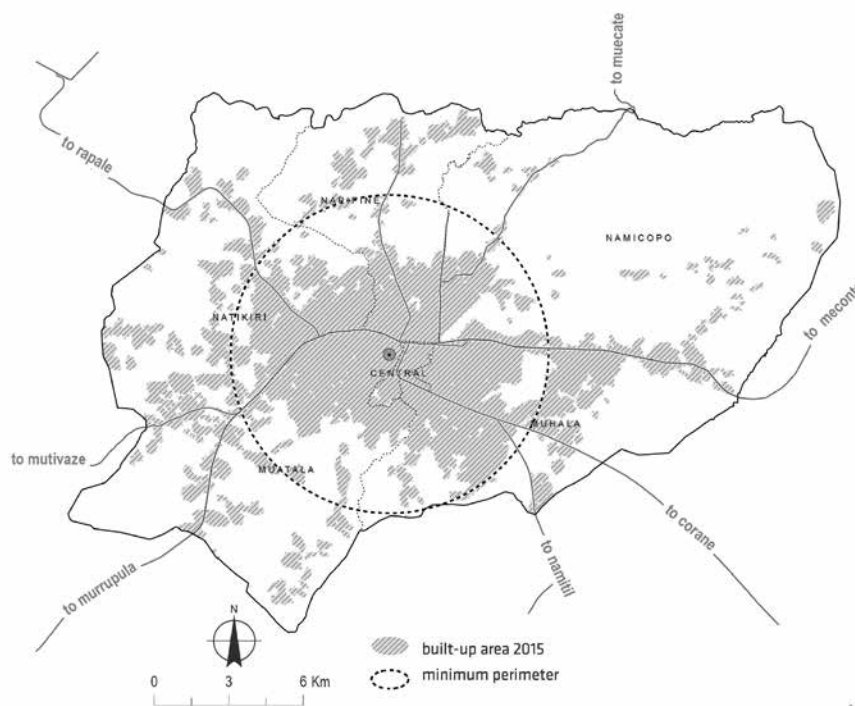 to muecate
to rapale
NAMICOPO
NATIKIRI
to mecont
CENTRAL
MUHALA
to mutivaze
MUATALA
to corane
to namitil
to murrupula
N
built-up area 2015
minimum perimeter
0 3 6 Km